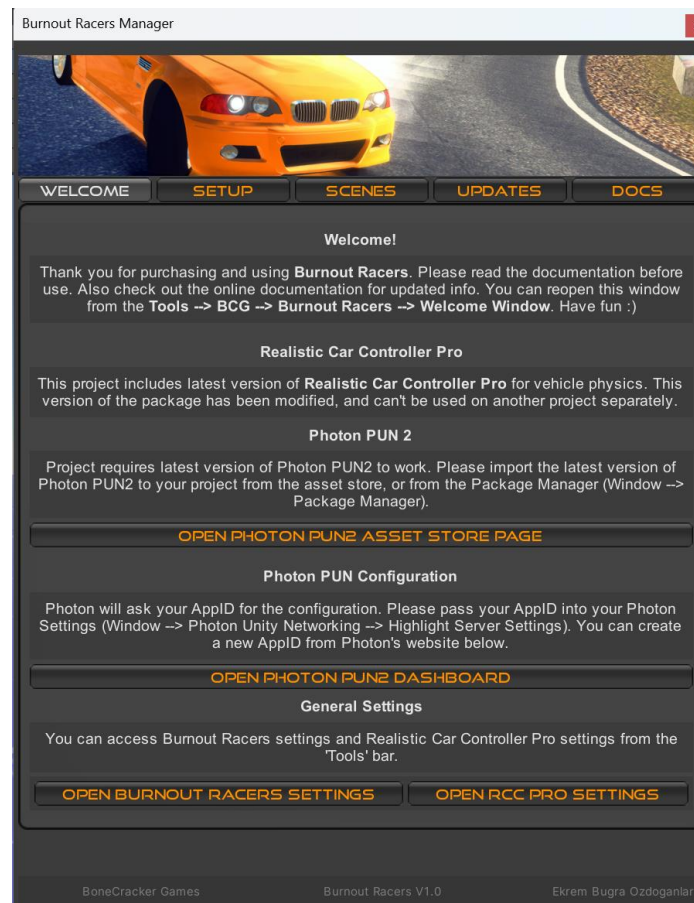 Burnout Racers Manager
WELCOME SETUP SCENES UPDATES DOCS
Welcome!
Thank you for purchasing and using Burnout Racers. Please read the documentation before
use. Also check out the online documentation for updated info. You can reopen this window
from the Tools --> BCG --> Burnout Racers --> Welcome Window. Have fun :)
Realistic Car Controller Pro
This project includes latest version of Realistic Car Controller Pro for vehicle physics. This
version of the package has been modified, and can't be used on another project separately.
Photon PUN 2
Project requires latest version of Photon PUN2 to work. Please import the latest version of
Photon PUN2 to your project from the asset store, or from the Package Manager (Window -->
Package Manager).
OPEN PHOTON PUN2 ASSET STORE PAGE
Photon PUN Configuration
Photon will ask your AppID for the configuration. Please pass your AppID into your Photon
Settings (Window --> Photon Unity Networking --> Highlight Server Settings). You can create
a new AppID from Photon's website below.
OPEN PHOTON PUN2 DASHBOARD
General Settings
You can access Burnout Racers settings and Realistic Car Controller Pro settings from the
'Tools' bar.
OPEN BURNOUT RACERS SETTINGS OPEN RCC PRO SETTINGS
BoneCracker Games Burnout Racers V1.0 Ekrem Bugra Ozdoganlar